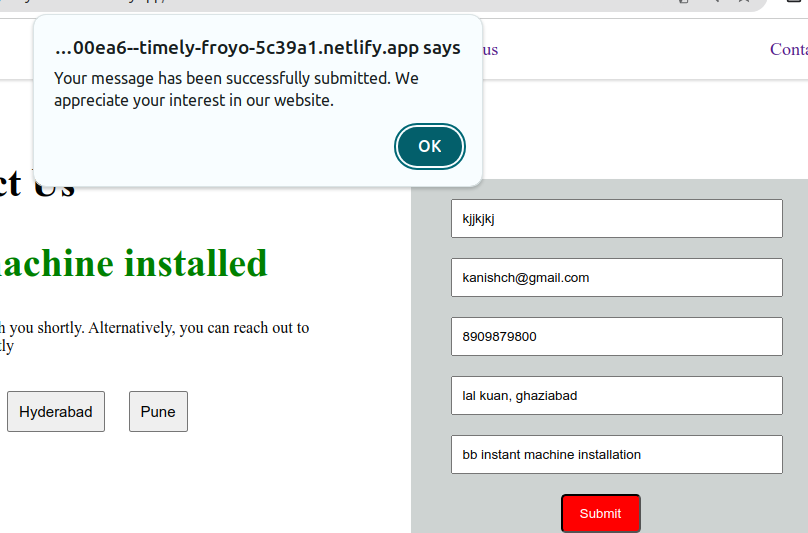 ...00ea6--timely-froyo-5c39a1.netlify.app says
Your message has been successfully submitted. We
appreciate your interest in our website.
OK
us
Conta
ct Us
achine installed
h you shortly. Alternatively, you can reach out to
tly
Hyderabad
Pune
kjjkjkj
kanishch@gmail.com
8909879800
lal kuan, ghaziabad
bb instant machine installation
Submit